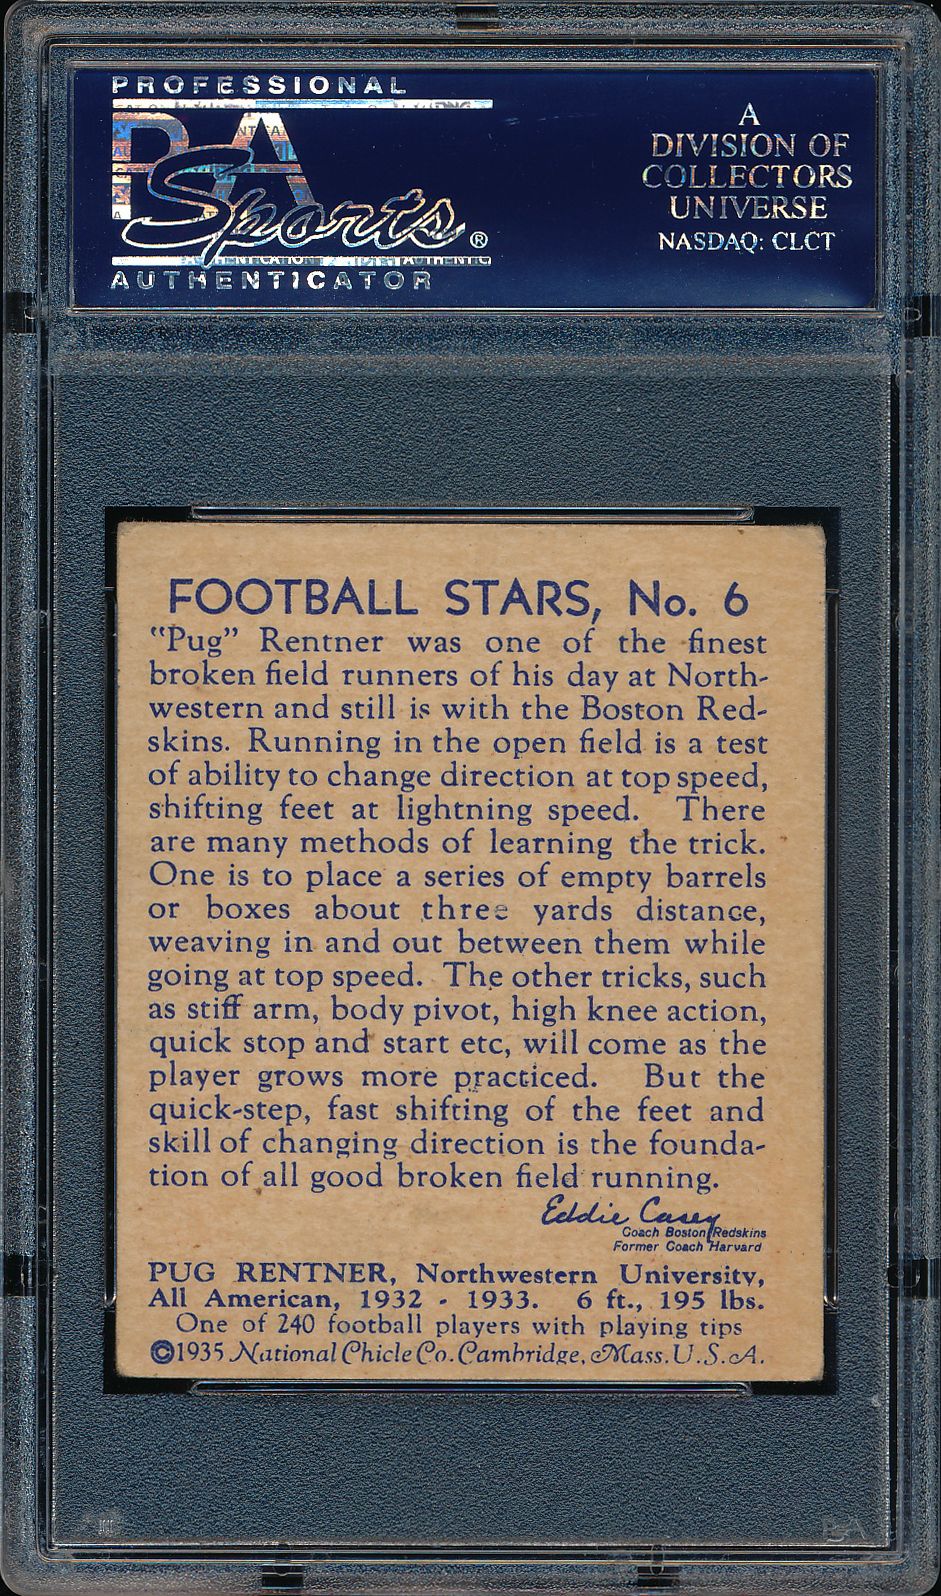 PROFESSIONAL
PSA
Sports®
AUTHENTICATOR
A
DIVISION OF
COLLECTORS
UNIVERSE
NASDAQ: CLCT
FOOTBALL STARS, No. 6
"Pug" Rentner was one of the finest
broken field runners of his day at North-
western and still is with the Boston Red-
skins. Running in the open field is a test
of ability to change direction at top speed,
shifting feet at lightning speed. There
are many methods of learning the trick.
One is to place a series of empty barrels
or boxes about three yards distance,
weaving in and out between them while
going at top speed. The other tricks, such
as stiff arm, body pivot, high knee action,
quick stop and start etc, will come as the
player grows more practiced. But the
quick-step, fast shifting of the feet and
skill of changing direction is the founda-
tion of all good broken field running.
Eddie Casey
Coach Boston Redskins
Former Coach Harvard
PUG RENTNER, Northwestern University,
All American, 1932 - 1933. 6 ft., 195 lbs.
One of 240 football players with playing tips
©1935 National Chicle Co. Cambridge, Mass. U.S.A.